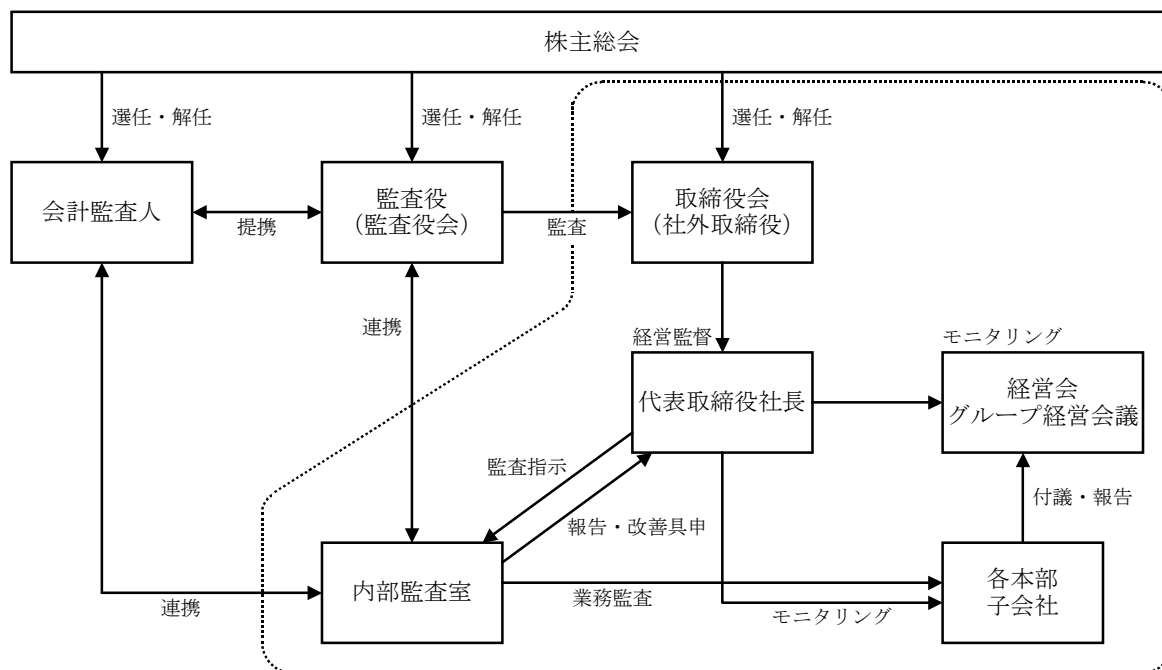 株主総会
選任・解任
選任・解任
選任・解任
会計監査人
監査役
（監査役会）
取締役会
（社外取締役）
提携
監査
連携
経営監督
モニタリング
代表取締役社長
経営会
グループ経営会議
監査指示
付議・報告
報告・改善具申
内部監査室
各本部
子会社
連携
業務監査
モニタリング